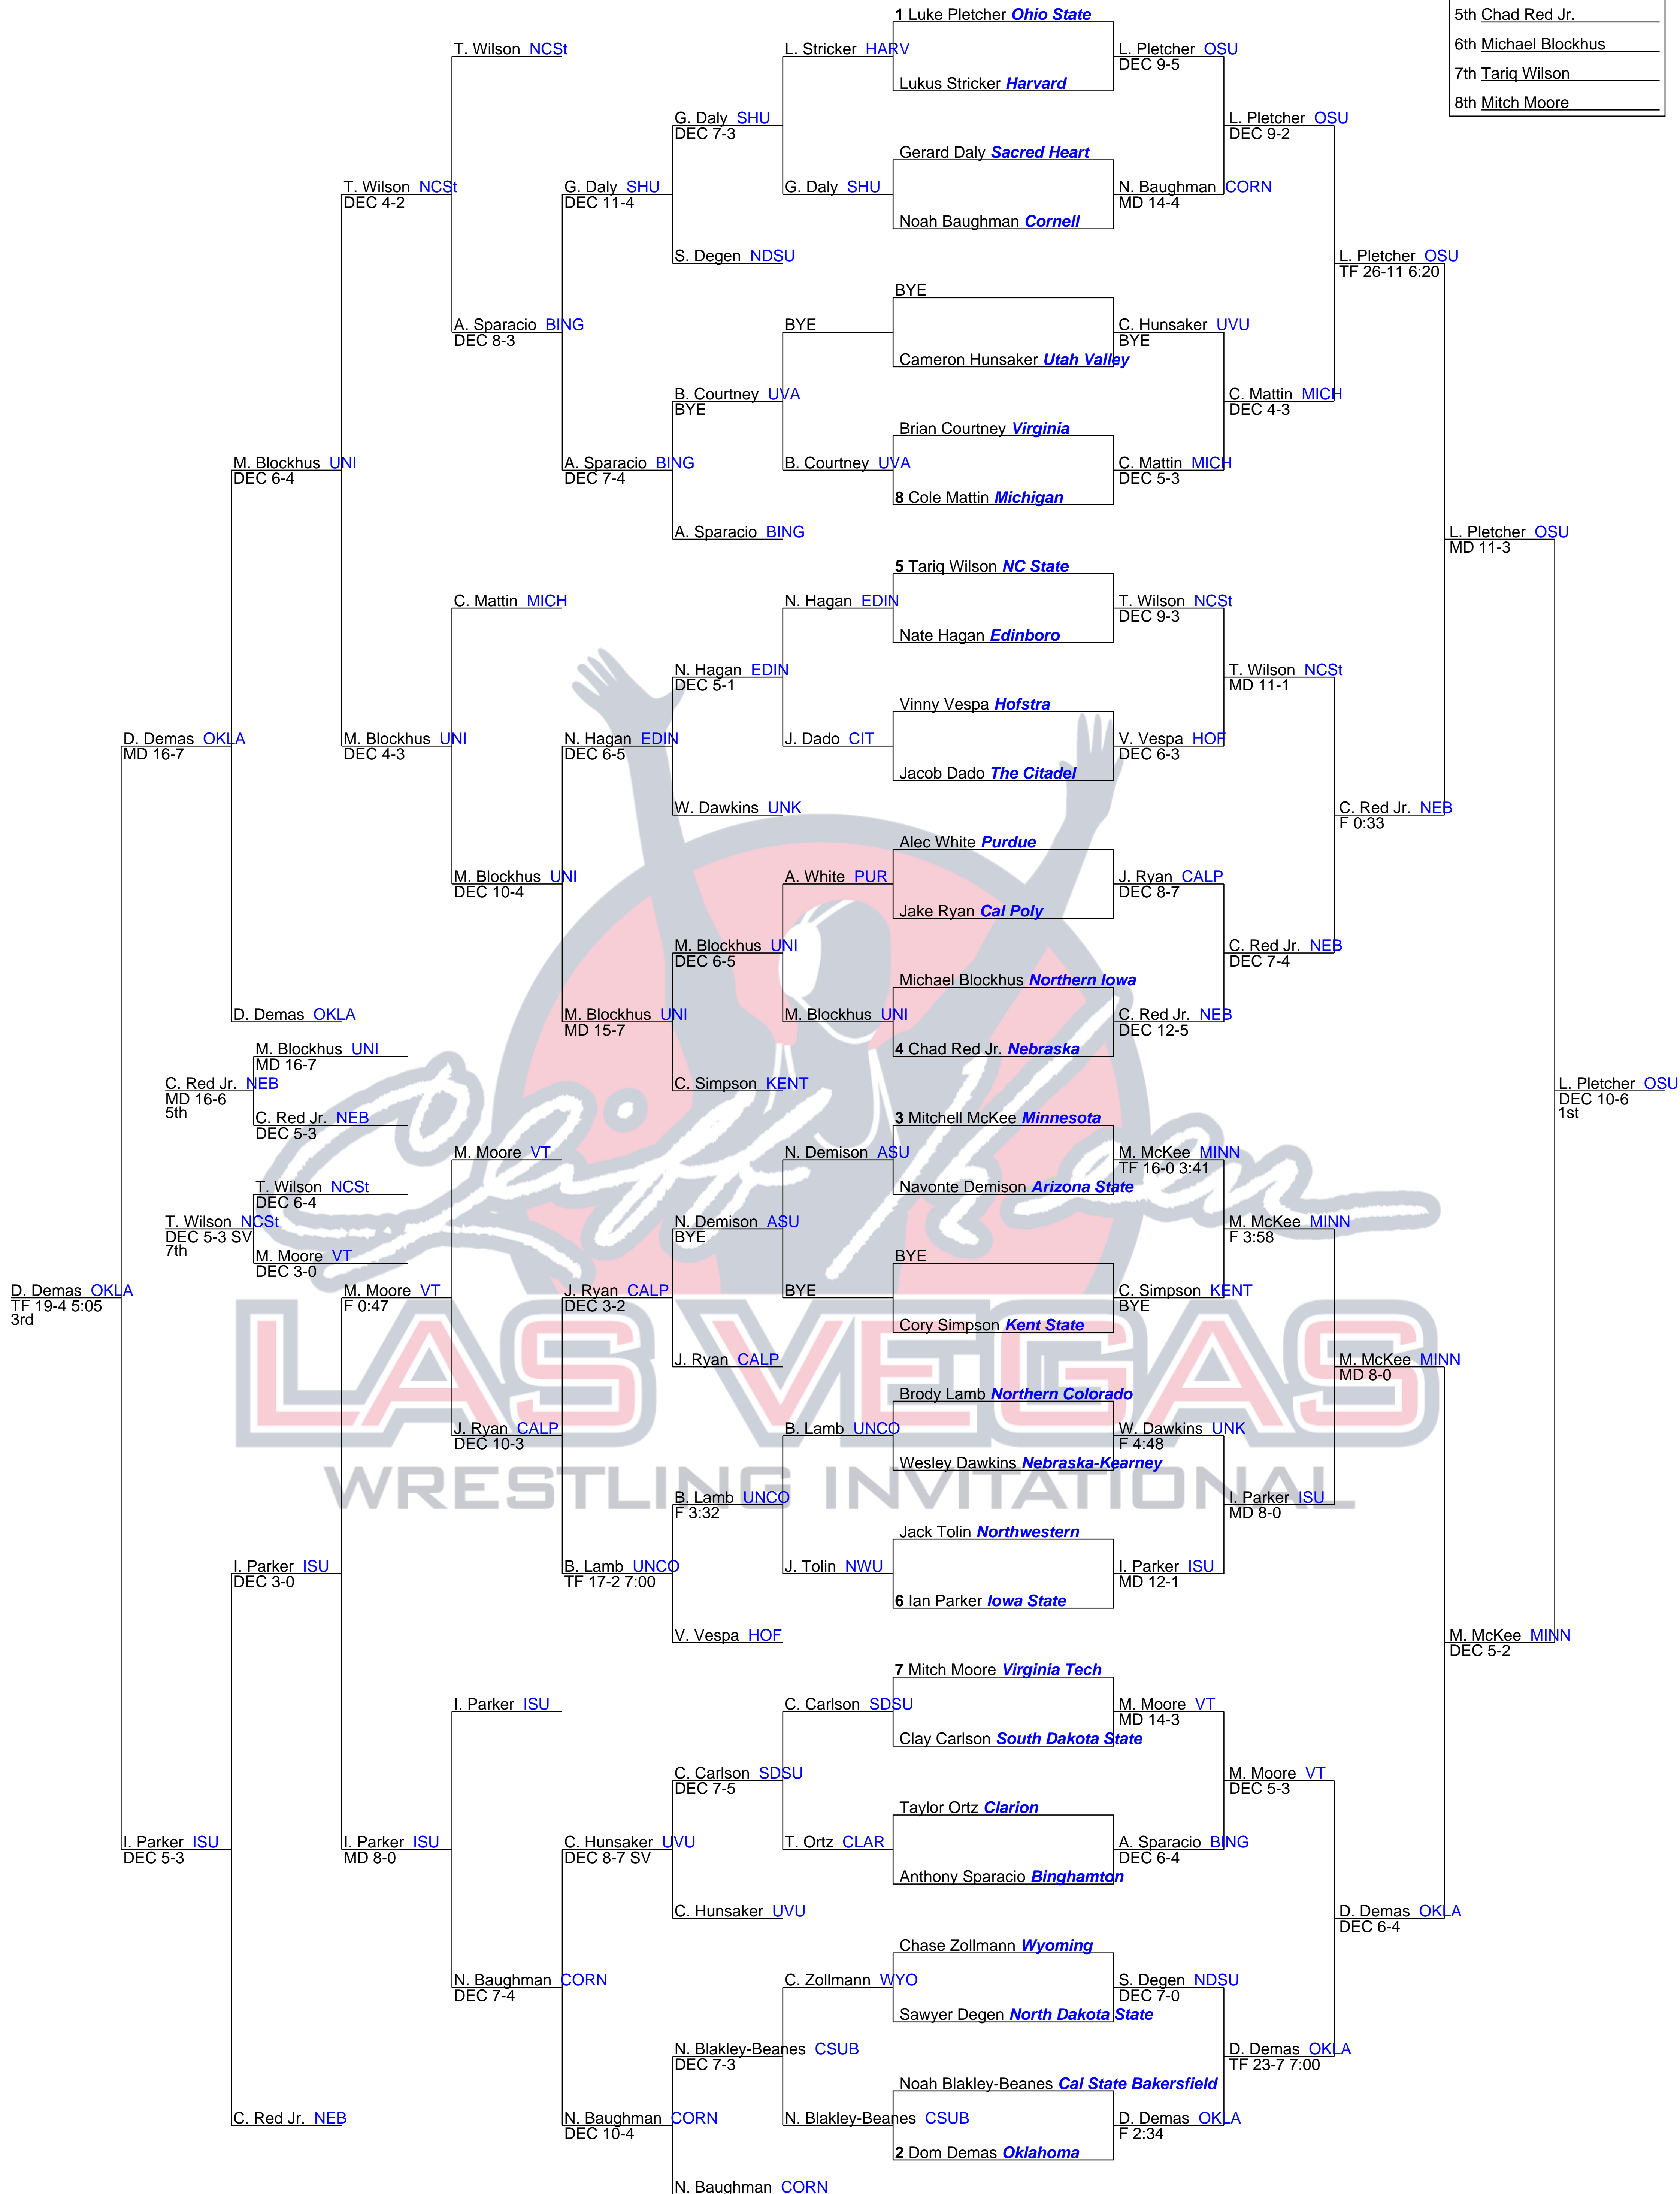 5th Chad Red Jr.
6th Michael Blockhus
7th Tariq Wilson
8th Mitch Moore
1 Luke Pletcher Ohio State
Lukus Stricker Harvard
Gerard Daly Sacred Heart
Noah Baughman Cornell
BYE
Cameron Hunsaker Utah Valley
Brian Courtney Virginia
8 Cole Mattin Michigan
5 Tariq Wilson NC State
Nate Hagan Edinboro
Vinny Vespa Hofstra
Jacob Dado The Citadel
Alec White Purdue
Jake Ryan Cal Poly
Michael Blockhus Northern Iowa
4 Chad Red Jr. Nebraska
3 Mitchell McKee Minnesota
Navonte Demison Arizona State
BYE
Cory Simpson Kent State
Brody Lamb Northern Colorado
Wesley Dawkins Nebraska-Kearney
Jack Tolin Northwestern
6 Ian Parker Iowa State
7 Mitch Moore Virginia Tech
Clay Carlson South Dakota State
Taylor Ortz Clarion
Anthony Sparacio Binghamton
Chase Zollmann Wyoming
Sawyer Degen North Dakota State
Noah Blakley-Beanes Cal State Bakersfield
2 Dom Demas Oklahoma
L. Pletcher OSU
DEC 9-5
N. Baughman CORN
MD 14-4
C. Hunsaker UVU
BYE
C. Mattin MICH
DEC 5-3
T. Wilson NCSt
DEC 9-3
V. Vespa HOF
DEC 6-3
J. Ryan CALP
DEC 8-7
C. Red Jr. NEB
DEC 12-5
M. McKee MINN
TF 16-0 3:41
C. Simpson KENT
BYE
W. Dawkins UNK
F 4:48
I. Parker ISU
MD 12-1
M. Moore VT
MD 14-3
A. Sparacio BING
DEC 6-4
S. Degen NDSU
DEC 7-0
D. Demas OKLA
F 2:34
L. Pletcher OSU
DEC 9-2
C. Mattin MICH
DEC 4-3
T. Wilson NCSt
MD 11-1
C. Red Jr. NEB
DEC 7-4
M. McKee MINN
F 3:58
I. Parker ISU
MD 8-0
M. Moore VT
DEC 5-3
D. Demas OKLA
TF 23-7 7:00
L. Pletcher OSU
TF 26-11 6:20
C. Red Jr. NEB
F 0:33
M. McKee MINN
MD 8-0
D. Demas OKLA
DEC 6-4
L. Pletcher OSU
MD 11-3
M. McKee MINN
DEC 5-2
L. Pletcher OSU
DEC 10-6
1st
L. Stricker HARV
G. Daly SHU
BYE
B. Courtney UVA
N. Hagan EDIN
J. Dado CIT
A. White PUR
M. Blockhus UNI
N. Demison ASU
BYE
B. Lamb UNCO
J. Tolin NWU
C. Carlson SDSU
T. Ortz CLAR
C. Zollmann WYO
N. Blakley-Beanes CSUB
G. Daly SHU
DEC 7-3
S. Degen NDSU
B. Courtney UVA
BYE
A. Sparacio BING
N. Hagan EDIN
DEC 5-1
W. Dawkins UNK
M. Blockhus UNI
DEC 6-5
C. Simpson KENT
N. Demison ASU
BYE
J. Ryan CALP
B. Lamb UNCO
F 3:32
V. Vespa HOF
C. Carlson SDSU
DEC 7-5
C. Hunsaker UVU
N. Blakley-Beanes CSUB
DEC 7-3
N. Baughman CORN
G. Daly SHU
DEC 11-4
A. Sparacio BING
DEC 7-4
N. Hagan EDIN
DEC 6-5
M. Blockhus UNI
MD 15-7
J. Ryan CALP
DEC 3-2
B. Lamb UNCO
TF 17-2 7:00
C. Hunsaker UVU
DEC 8-7 SV
N. Baughman CORN
DEC 10-4
T. Wilson NCSt
A. Sparacio BING
DEC 8-3
C. Mattin MICH
M. Blockhus UNI
DEC 10-4
M. Moore VT
J. Ryan CALP
DEC 10-3
I. Parker ISU
N. Baughman CORN
DEC 7-4
T. Wilson NCSt
DEC 4-2
M. Blockhus UNI
DEC 4-3
M. Moore VT
F 0:47
I. Parker ISU
MD 8-0
M. Blockhus UNI
DEC 6-4
D. Demas OKLA
I. Parker ISU
DEC 3-0
C. Red Jr. NEB
D. Demas OKLA
MD 16-7
I. Parker ISU
DEC 5-3
D. Demas OKLA
TF 19-4 5:05
3rd
M. Blockhus UNI
MD 16-7
C. Red Jr. NEB
DEC 5-3
C. Red Jr. NEB
MD 16-6
5th
T. Wilson NCSt
DEC 6-4
M. Moore VT
DEC 3-0
T. Wilson NCSt
DEC 5-3 SV
7th
Cliff Keen
LAS VEGAS
WRESTLING INVITATIONAL